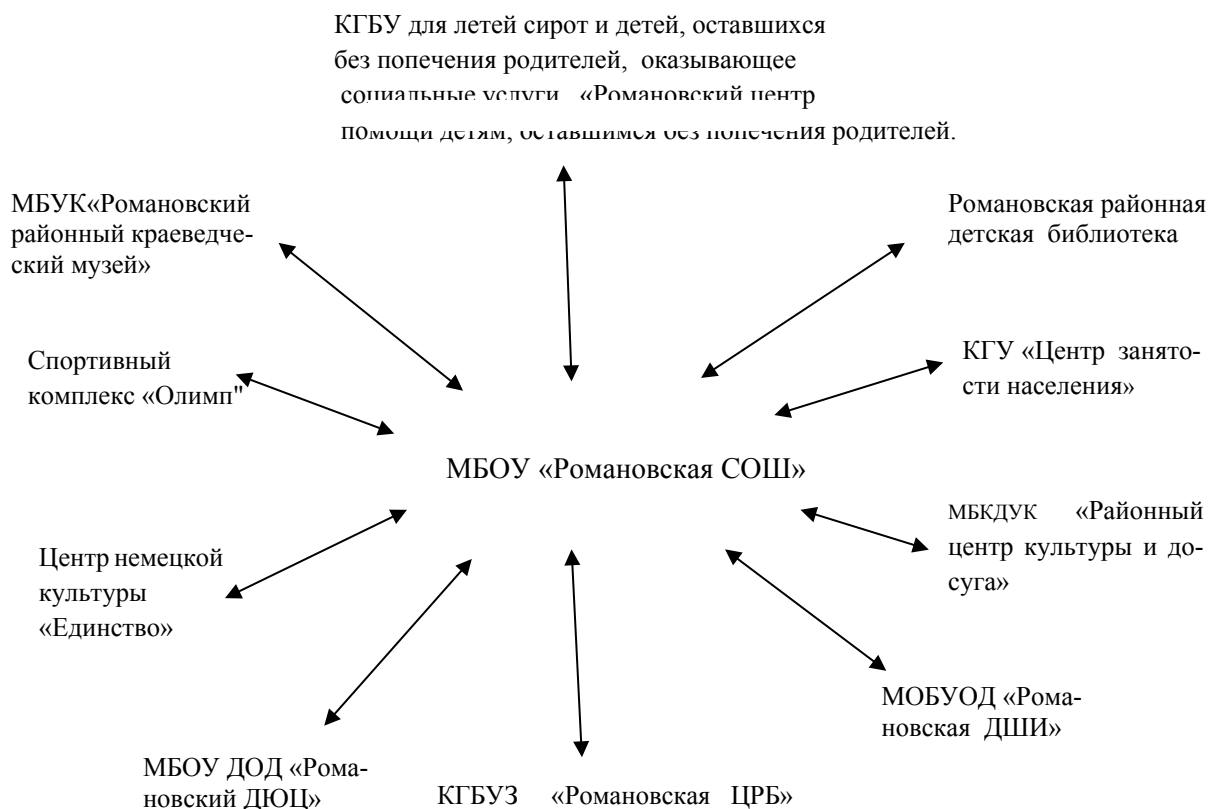 КГБУ для летей сирот и детей, оставшихся
без попечения родителей, оказывающее
социальные услуги «Романовский центр
помощи детям, оставшимся без попечения родителей.
МБУК«Романовский
районный краеведче-
ский музей»
Романовская районная
детская библиотека
Спортивный
комплекс «Олимп"
КГУ «Центр занято-
сти населения»
МБОУ «Романовская СОШ»
МБКДУК «Районный
центр культуры и до-
суга»
Центр немецкой
культуры
«Единство»
МОБУОД «Рома-
новская ДШИ»
МБОУ ДОД «Рома-
новский ДЮЦ»
КГБУЗ «Романовская ЦРБ»